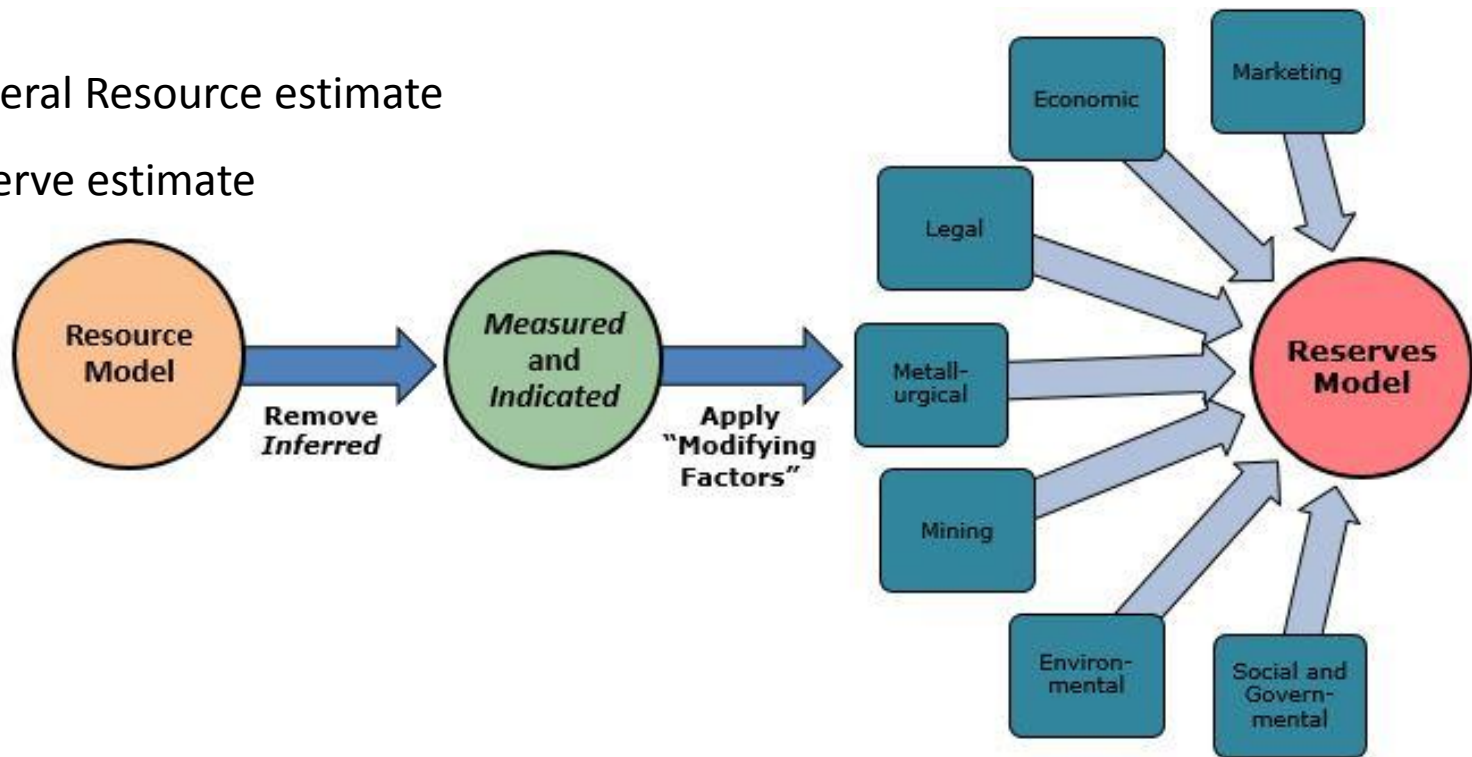 eral Resource estimate
erve estimate
Resource
Model
Remove
Inferred
Measured
and
Indicated
Apply
“Modifying
Factors”
Marketing
Economic
Legal
Metall-
urgical
Mining
Environ-
mental
Social and
Govern-
mental
Reserves
Model